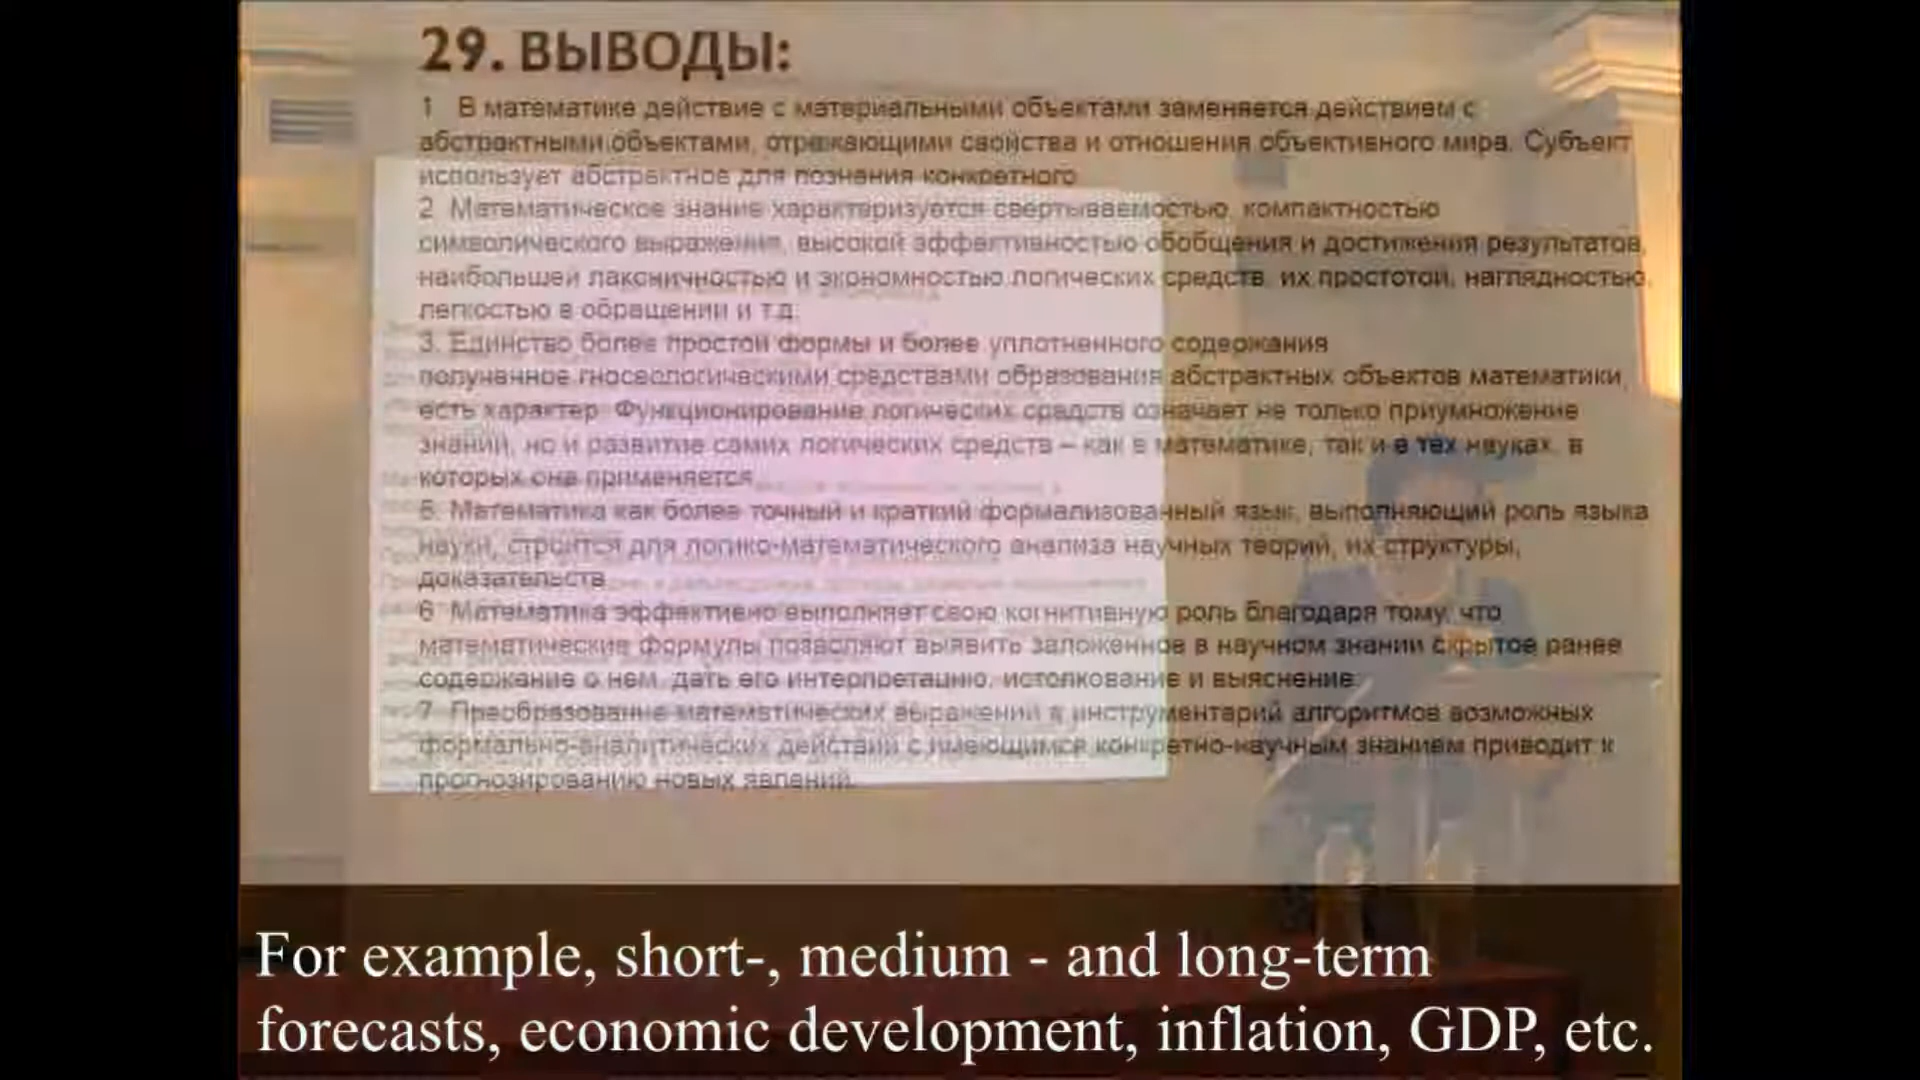 29. ВЫВОДЫ:
1 В математике действие с материальными объектами заменяется действием с
абстрактными объектами, отражающими свойства и отношения объективного мира. Субъект
использует абстрактное для познания конкретного
2 Математическое знание характеризуется свертываемостью, компактностью
символического выражения, высокой эффективностью обобщения и достижения результатов,
наибольшей лаконичностью и экономностью логических средств, их простотой, наглядностью,
легкостью в обращении и т.д.
3. Единство более простой формы и более уплотненного содержания
полученное гносеологическими средствами образования абстрактных объектов математики,
есть характер. Функционирование логических средств означает не только приумножение
знаний, но и развитие самих логических средств – как в математике, так и в тех науках, в
которых она применяется
5. Математика как более точный и краткий формализованный язык, выполняющий роль языка
науки, строится для логико-математического анализа научных теорий, их структуры,
доказательств
6 Математика эффективно выполняет свою когнитивную роль благодаря тому, что
математические формулы позволяют выявить заложенное в научном знании скрытое ранее
содержание о нем, дать его интерпретацию, истолкование и выяснение.
7 Преобразование математических выражений в инструментарий алгоритмов возможных
формально-аналитических действий с имеющимся конкретно-научным знанием приводит к
прогнозированию новых явлений.
For example, short-, medium - and long-term
forecasts, economic development, inflation, GDP, etc.